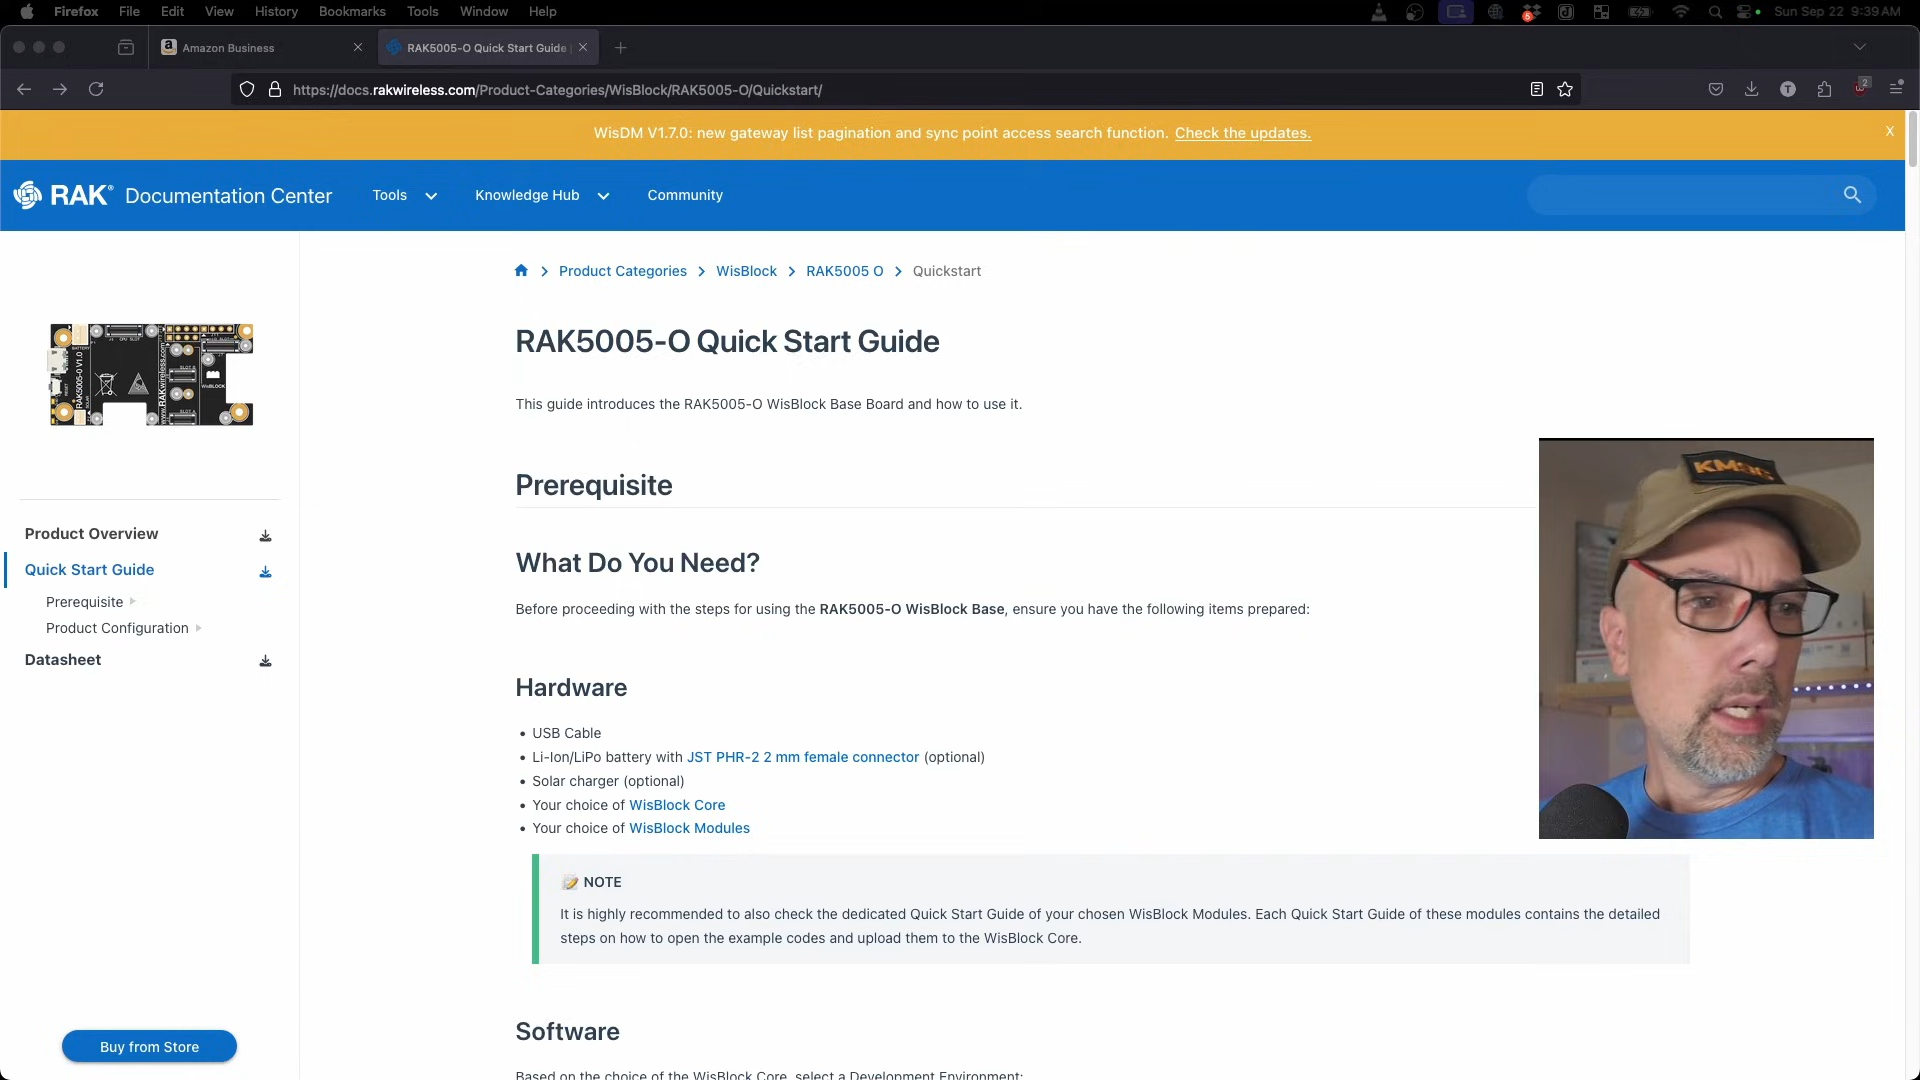 Firefox File Edit View History Bookmarks Tools Window Help
Sun Sep 22 9:39 AM
Amazon Business
RAK5005-O Quick Start Guide
https://docs.rakwireless.com/Product-Categories/WisBlock/RAK5005-O/Quickstart/
2
T
WisDM V1.7.0: new gateway list pagination and sync point access search function. Check the updates.
X
RAK® Documentation Center
Tools
Knowledge Hub
Community
Product Categories > WisBlock > RAK5005 O > Quickstart
RAK5005-O Quick Start Guide
This guide introduces the RAK5005-O WisBlock Base Board and how to use it.
Prerequisite
What Do You Need?
Before proceeding with the steps for using the RAK5005-O WisBlock Base, ensure you have the following items prepared:
Hardware
• USB Cable
• Li-Ion/LiPo battery with JST PHR-2 2 mm female connector (optional)
• Solar charger (optional)
• Your choice of WisBlock Core
• Your choice of WisBlock Modules
📝 NOTE
It is highly recommended to also check the dedicated Quick Start Guide of your chosen WisBlock Modules. Each Quick Start Guide of these modules contains the detailed
steps on how to open the example codes and upload them to the WisBlock Core.
Software
Based on the choice of the WisBlock Core, select a Development Environment:
Product Overview
Quick Start Guide
Prerequisite
Product Configuration
Datasheet
Buy from Store
RAK5005-O V1.0